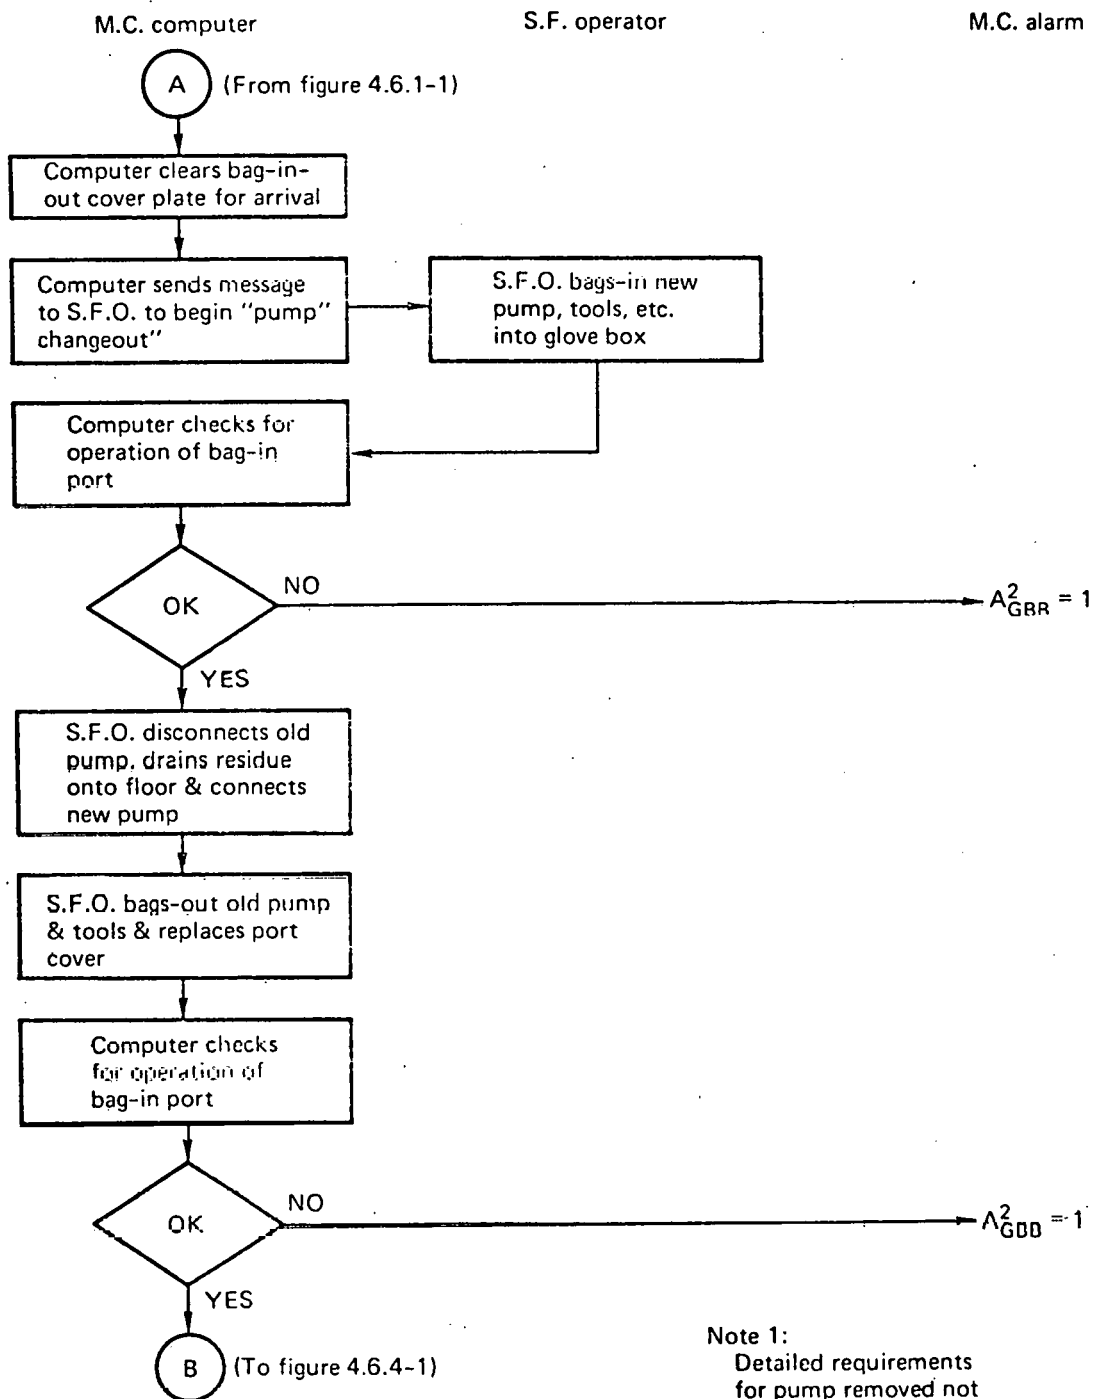 M.C. computer S.F. operator M.C. alarm
A (From figure 4.6.1-1)
Computer clears bag-in-
out cover plate for arrival
Computer sends message
to S.F.O. to begin “pump”
changeout”
S.F.O. bags-in new
pump, tools, etc.
into glove box
Computer checks for
operation of bag-in
port
OK
NO
A²GBB = 1
YES
S.F.O. disconnects old
pump, drains residue
onto floor & connects
new pump
S.F.O. bags-out old pump
& tools & replaces port
cover
Computer checks
for operation of
bag-in port
OK
NO
A²GBB = 1
YES
B (To figure 4.6.4-1)
Note 1:
Detailed requirements
for pump removed not